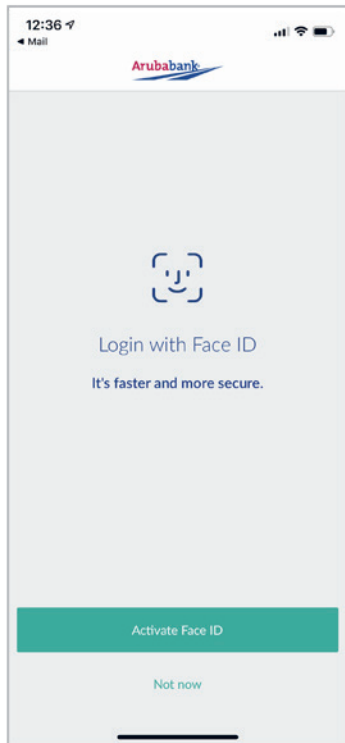 12:36
Mail
Arubabank
Login with Face ID
It's faster and more secure.
Activate Face ID
Not now